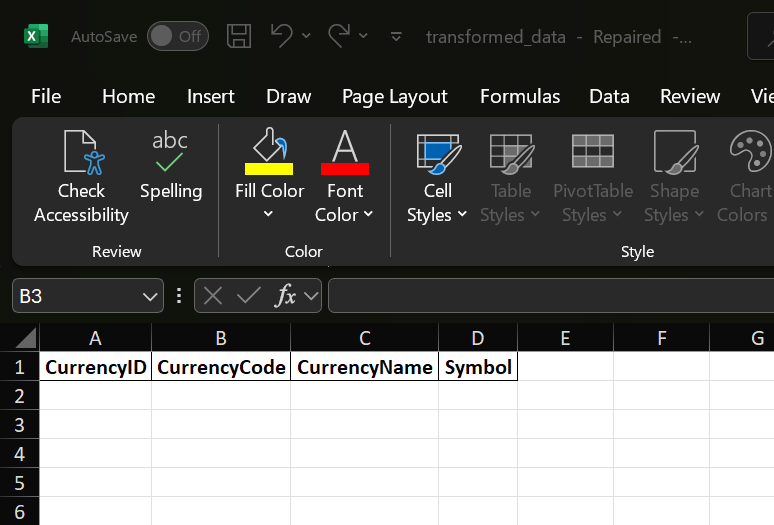 AutoSave Off transformed_data - Repaired -...
File Home Insert Draw Page Layout Formulas Data Review Vie
abc
Check Accessibility
Spelling
Fill Color
A
Font Color
Cell Styles
Table Styles
PivotTable Styles
Shape Styles
Chart Colors
Review Color Style
B3 fx
A B C D E F G
1 CurrencyID CurrencyCode CurrencyName Symbol
2
3
4
5
6